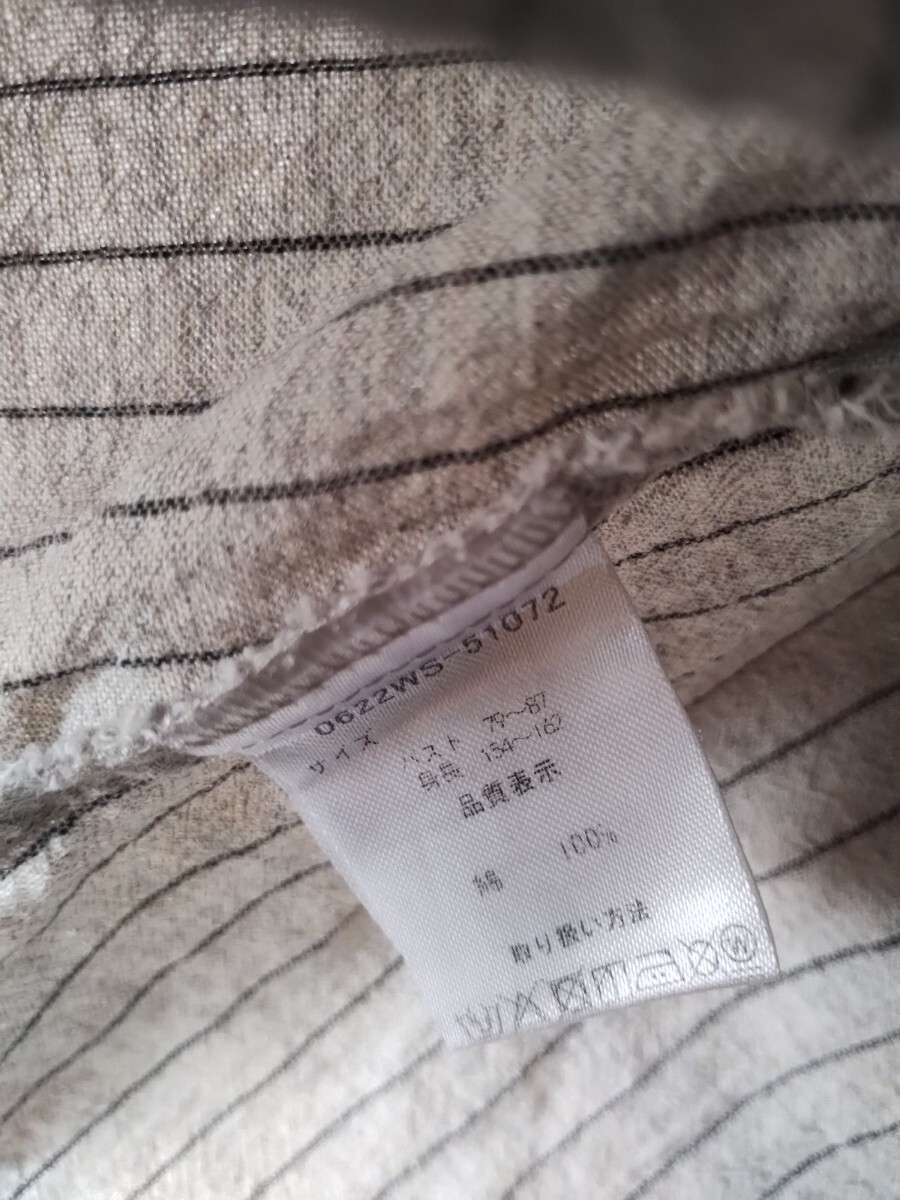 0622WS-51072
サイズ
バスト 79〜87
身長 154〜162
品質表示
綿 100%
取り扱い方法
W